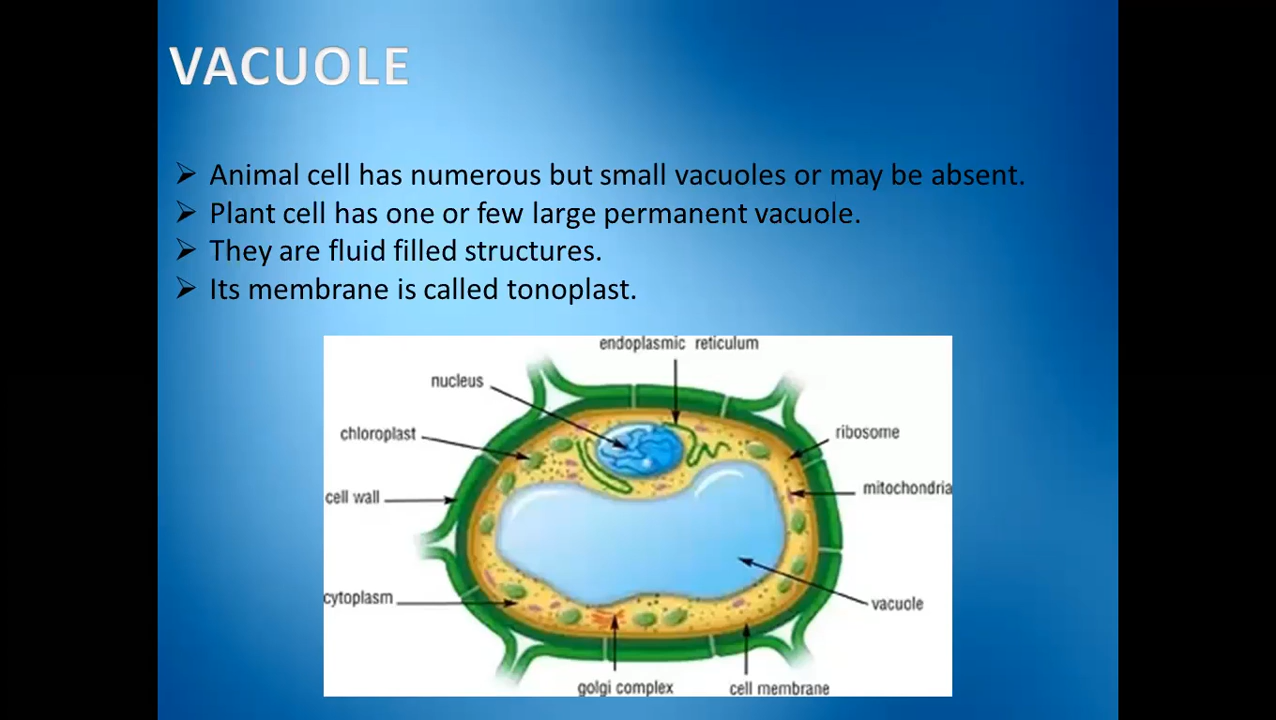 VACUOLE
Animal cell has numerous but small vacuoles or may be absent.
Plant cell has one or few large permanent vacuole.
They are fluid filled structures.
Its membrane is called tonoplast.
endoplasmic reticulum
nucleus
chloroplast
ribosome
cell wall
mitochondria
cytoplasm
vacuole
golgi complex
cell membrane